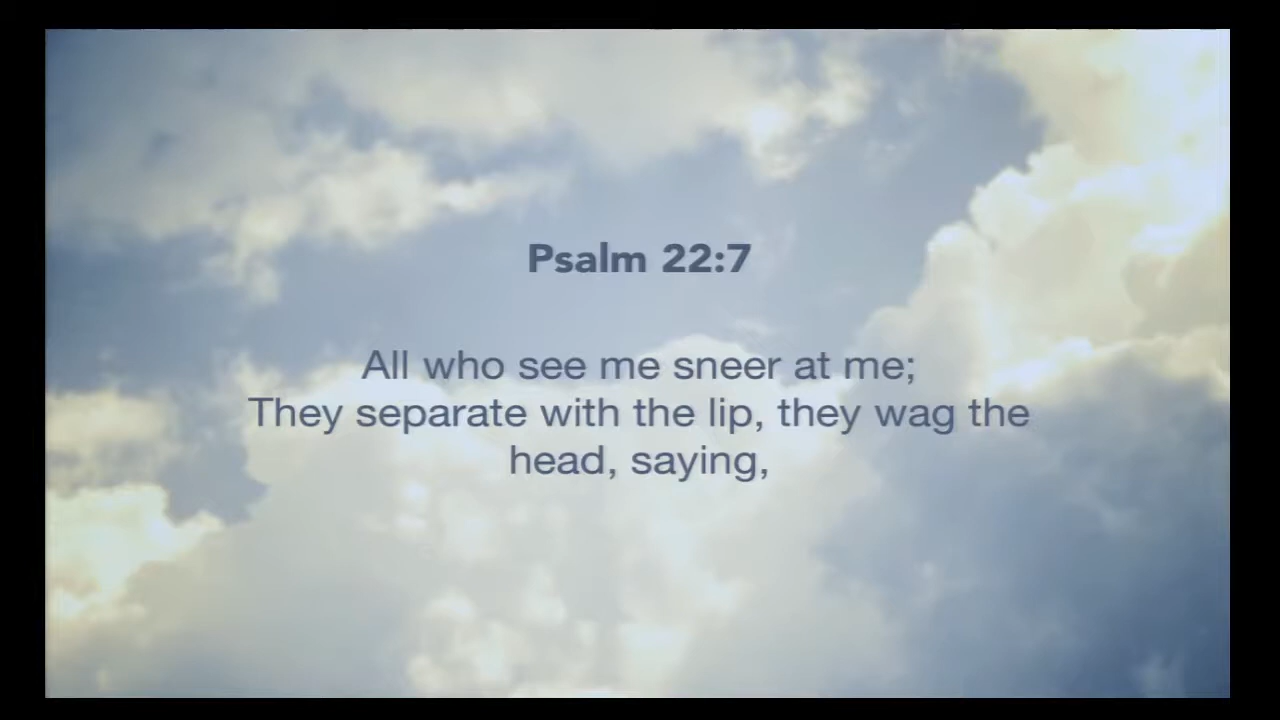 Psalm 22:7
All who see me sneer at me;
They separate with the lip, they wag the
head, saying,